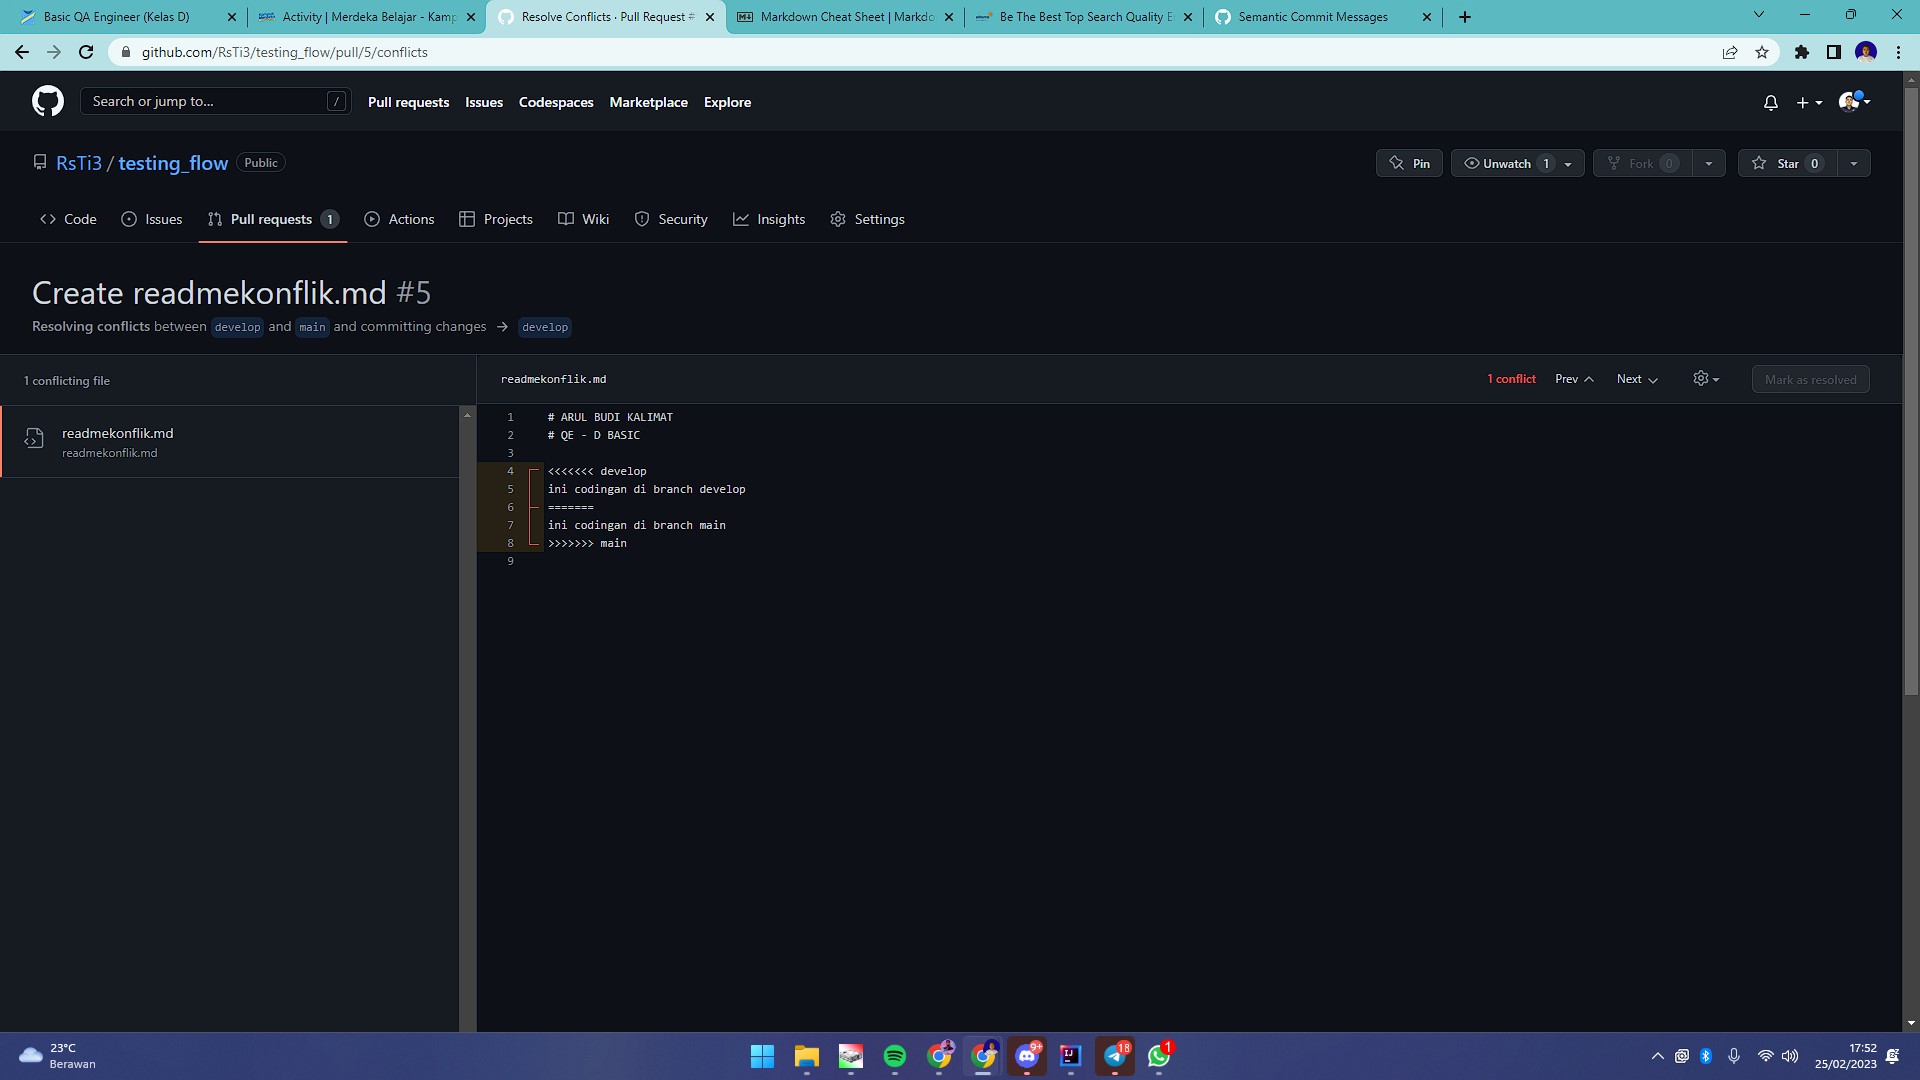 Basic QA Engineer (Kelas D)
Activity | Merdeka Belajar - Kamp
Resolve Conflicts · Pull Request #
Markdown Cheat Sheet | Markdo
Be The Best Top Search Quality E
Semantic Commit Messages
github.com/RsTi3/testing_flow/pull/5/conflicts
Search or jump to... /
Pull requests Issues Codespaces Marketplace Explore
RsTi3 / testing_flow Public
Pin Unwatch 1 Fork 0 Star 0
Code Issues Pull requests 1 Actions Projects Wiki Security Insights Settings
Create readmekonflik.md #5
Resolving conflicts between develop and main and committing changes → develop
1 conflicting file
readmekonflik.md
readmekonflik.md
readmekonflik.md 1 conflict Prev Next Mark as resolved
1 # ARUL BUDI KALIMAT
2 # QE - D BASIC
3
4 <<<<<<< develop
5 ini codingan di branch develop
6 =======
7 ini codingan di branch main
8 >>>>>>> main
9
23°C
Berawan
9+
IJ
18
1
17:52
25/02/2023